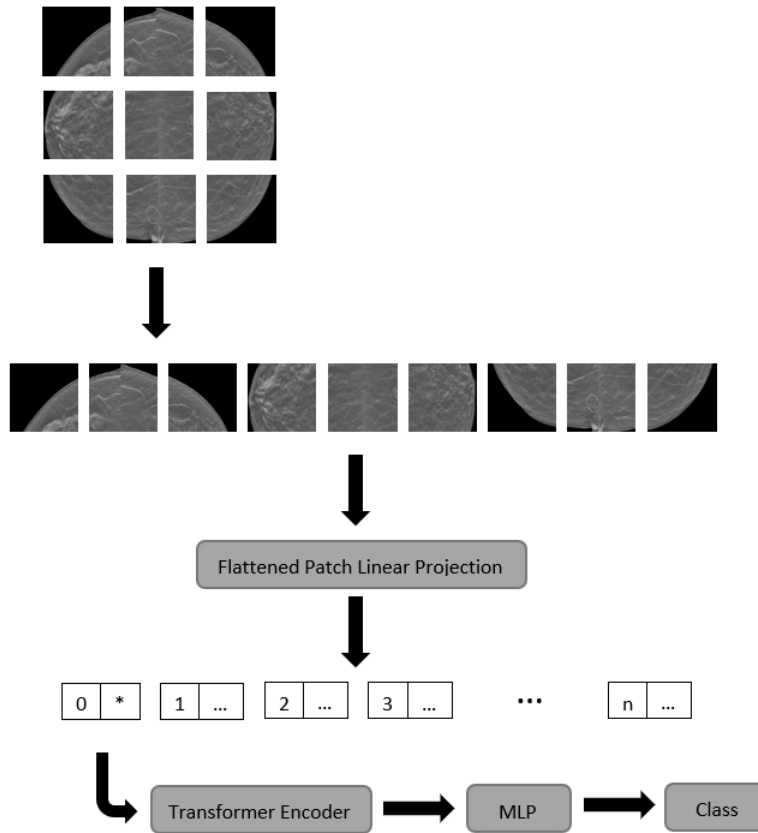 Flattened Patch Linear Projection
0 * 1 ... 2 ... 3 ... ... n ...
Transformer Encoder MLP Class